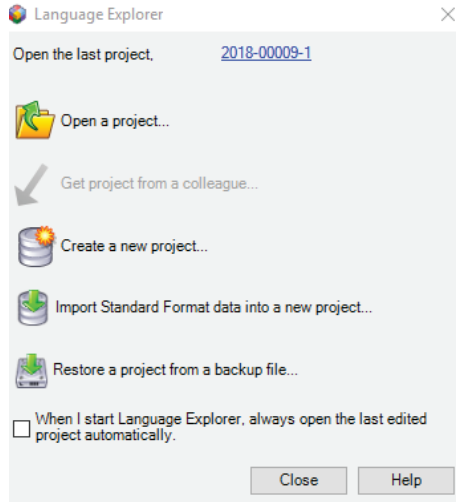 Language Explorer
Open the last project, 2018-00009-1
Open a project...
Get project from a colleague...
Create a new project...
Import Standard Format data into a new project...
Restore a project from a backup file...
When I start Language Explorer, always open the last edited
project automatically.
Close Help